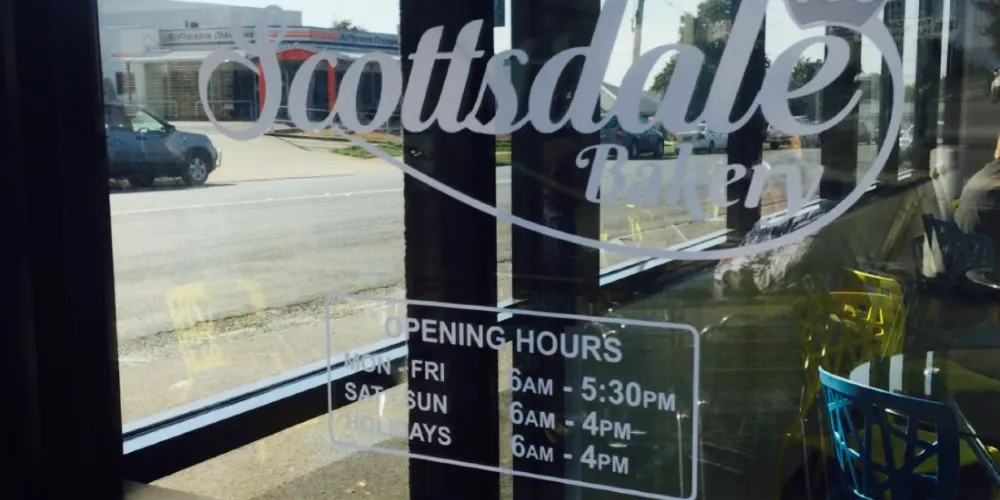 Scottsdale
Bakery
OPENING HOURS
MON - FRI 6AM - 5:30PM
SAT - SUN 6AM - 4PM
HOLIDAYS 6AM - 4PM